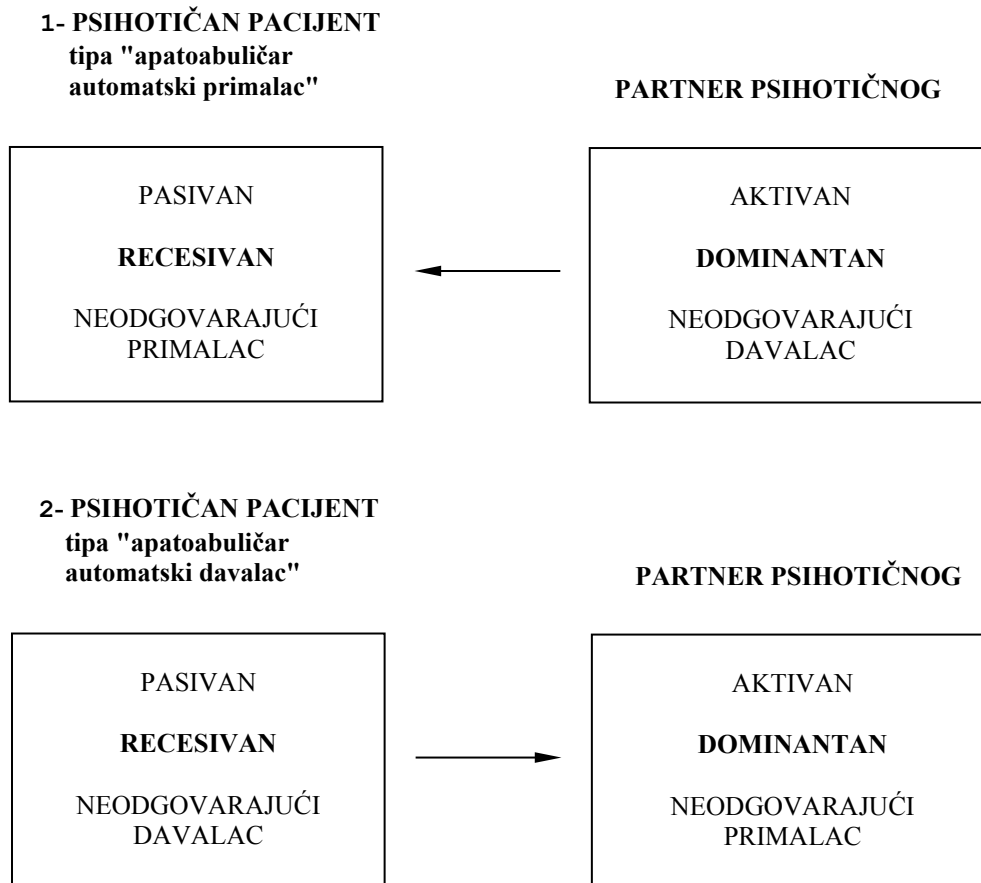 1- PSIHOTIČAN PACIJENT
tipa "apatoabuličar
automatski primalac"
PARTNER PSIHOTIČNOG
PASIVAN
RECESIVAN
NEODGOVARAJUĆI
PRIMALAC
AKTIVAN
DOMINANTAN
NEODGOVARAJUĆI
DAVALAC
2- PSIHOTIČAN PACIJENT
tipa "apatoabuličar
automatski davalac"
PARTNER PSIHOTIČNOG
PASIVAN
RECESIVAN
NEODGOVARAJUĆI
DAVALAC
AKTIVAN
DOMINANTAN
NEODGOVARAJUĆI
PRIMALAC